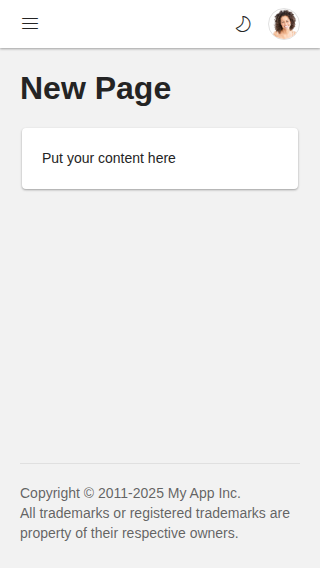 New Page
Put your content here
Copyright © 2011-2025 My App Inc.
All trademarks or registered trademarks are
property of their respective owners.